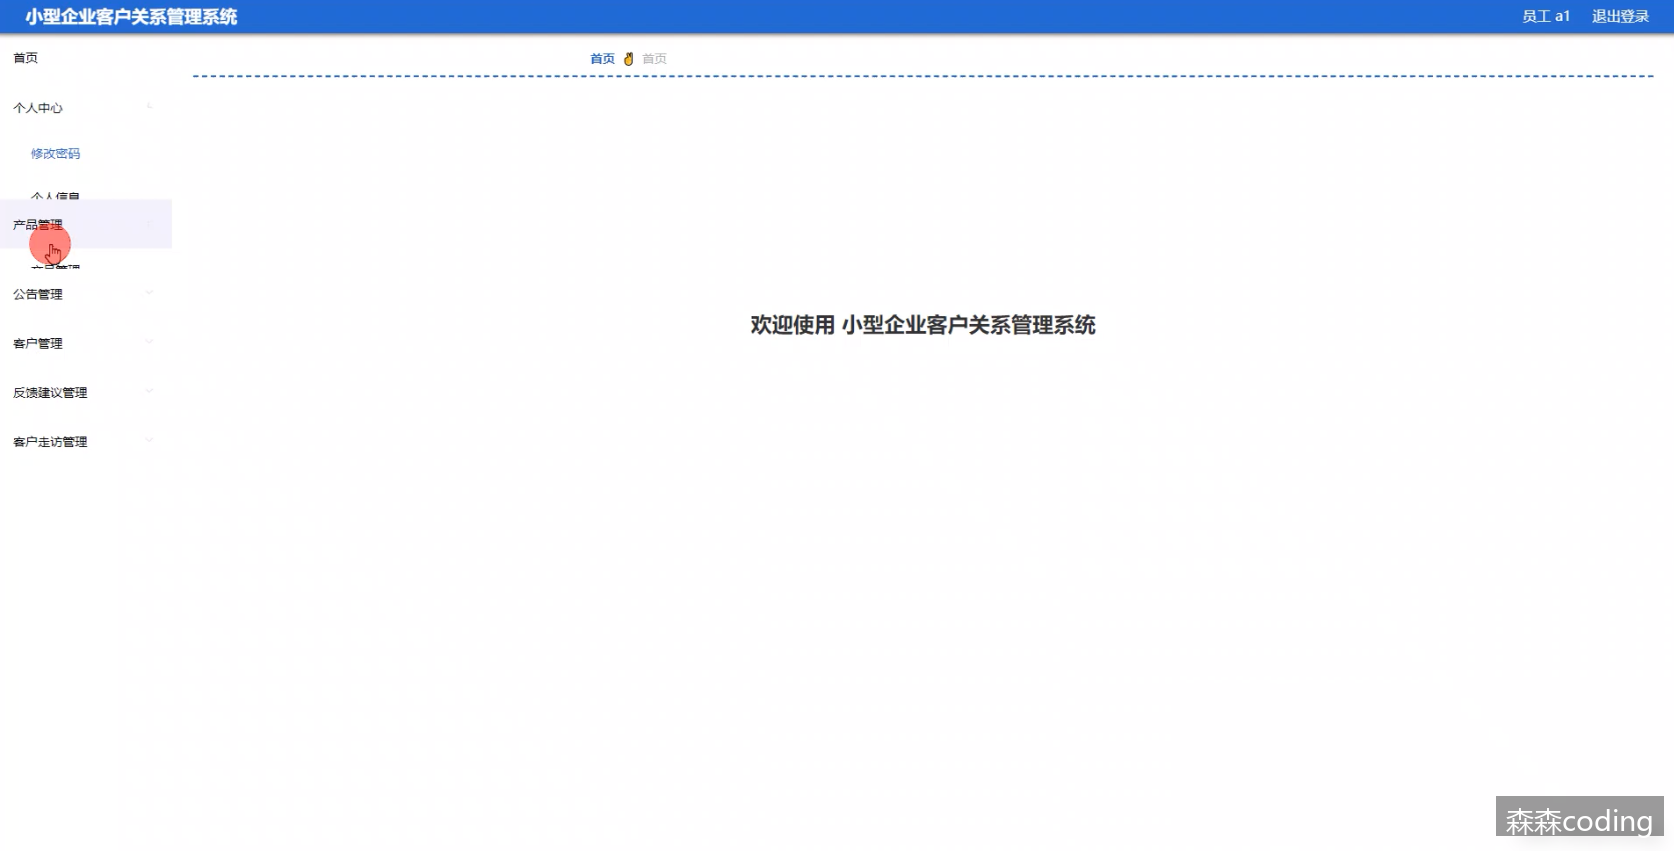 小型企业客户关系管理系统
员工 a1 退出登录
首页
首页 首页
个人中心
修改密码
个人信息
产品管理
产品管理
公告管理
欢迎使用 小型企业客户关系管理系统
客户管理
反馈建议管理
客户走访管理
森森coding